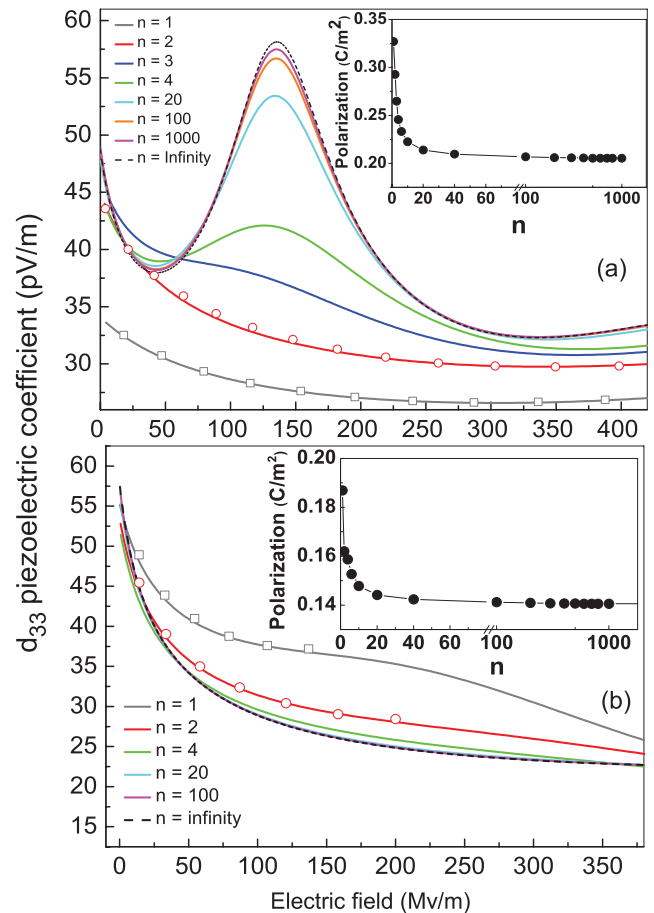 d33 piezoelectric coefficient (pV/m)
60
55
50
45
40
35
30
0 50 100 150 200 250 300 350 400
n = 1
n = 2
n = 3
n = 4
n = 20
n = 100
n = 1000
n = Infinity
(a)
Polarization (C/m²)
0.35
0.30
0.25
0.20
0 20 40 60 100 1000
n
60
55
50
45
40
35
30
25
20
15
0 50 100 150 200 250 300 350
n = 1
n = 2
n = 4
n = 20
n = 100
n = infinity
(b)
Polarization (C/m²)
0.20
0.18
0.16
0.14
0 20 40 60 100 1000
n
Electric field (Mv/m)